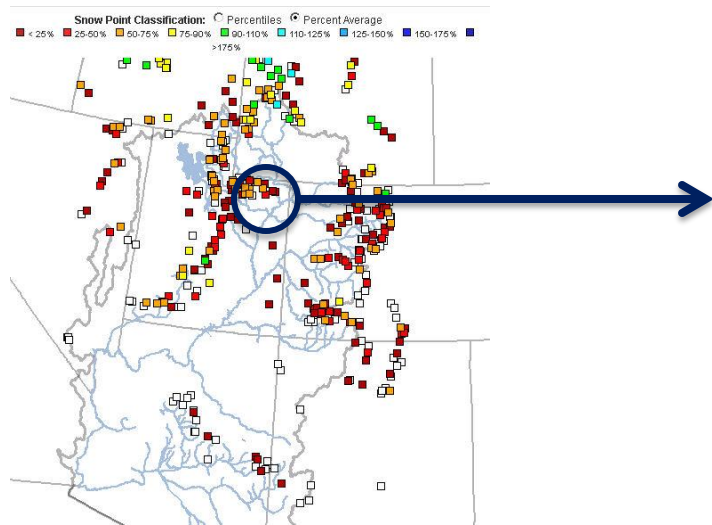 Snow Point Classification: Percentiles Percent Average
< 25% 25-50% 50-75% 75-90% 90-110% 110-125% 125-150% 150-175%
>175%